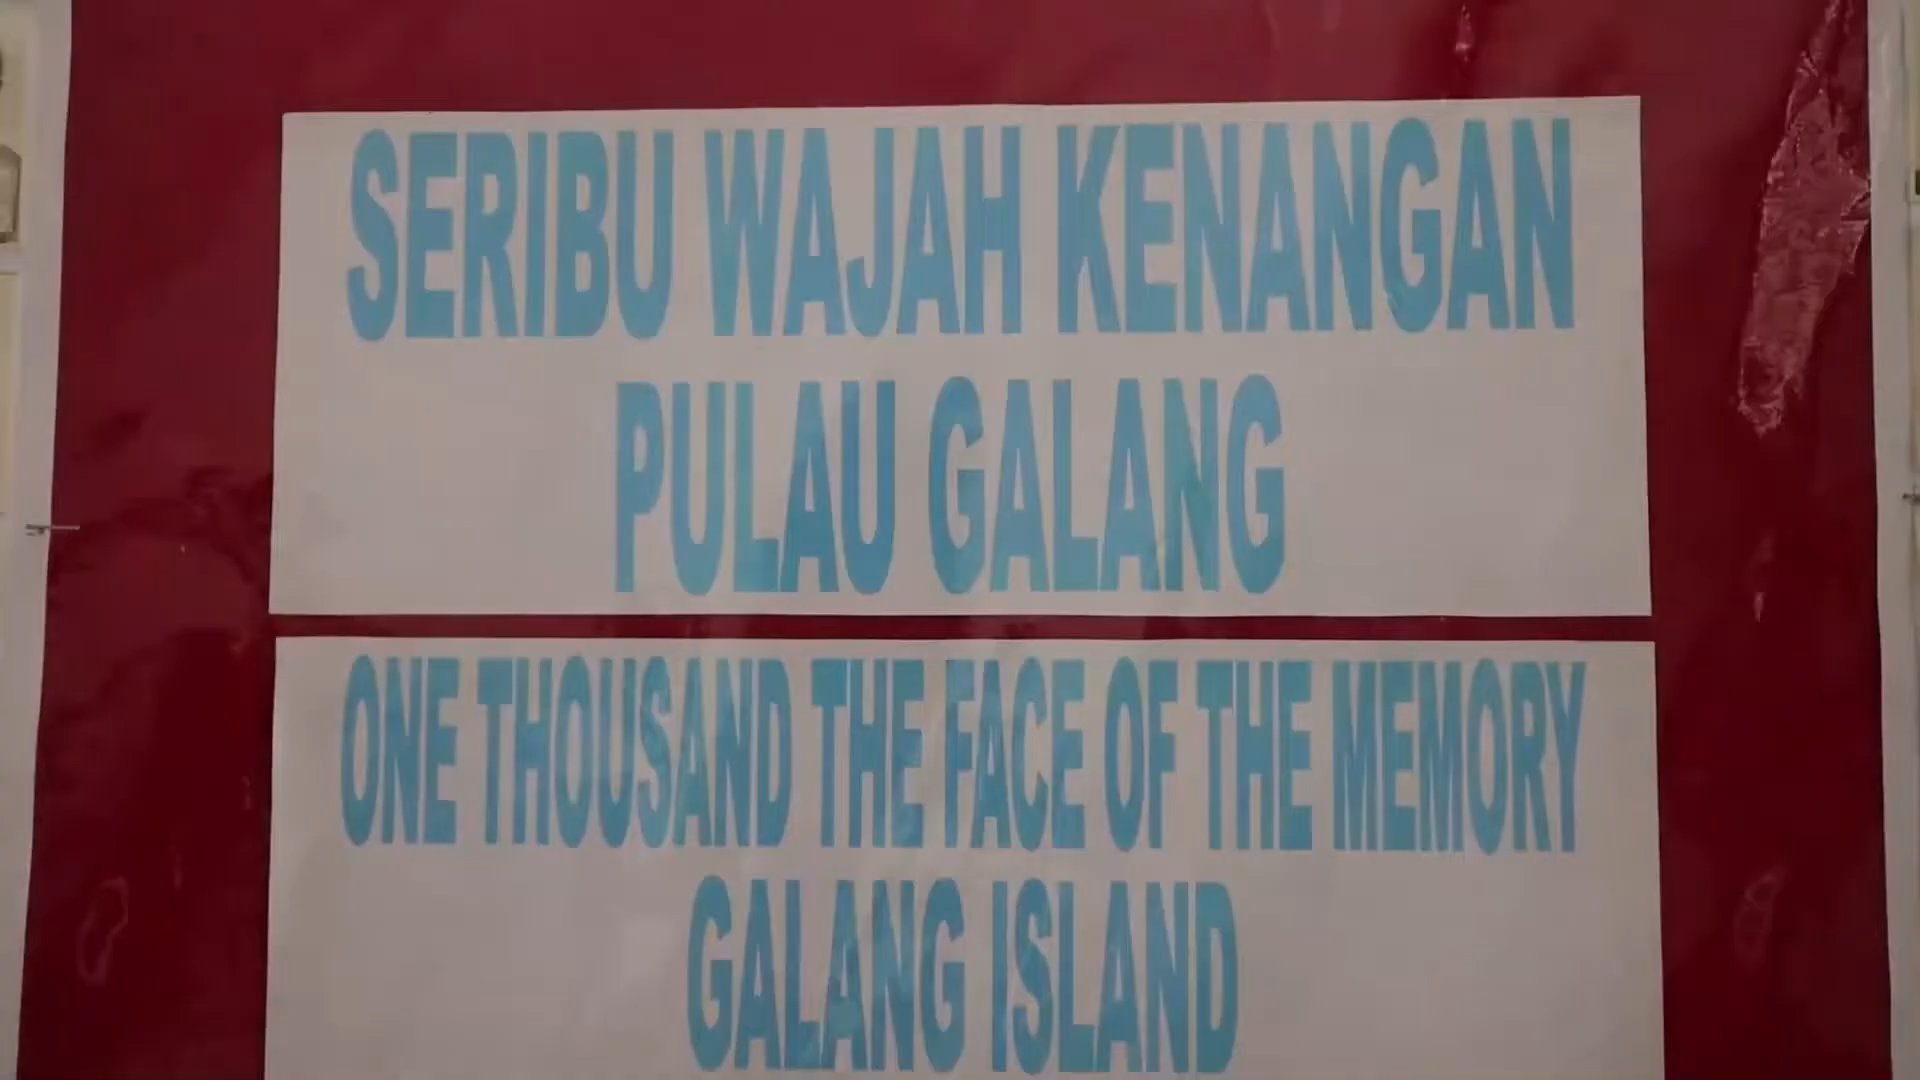 SERIBU WAJAH KENANGAN
PULAU GALANG
ONE THOUSAND THE FACE OF THE MEMORY
GALANG ISLAND